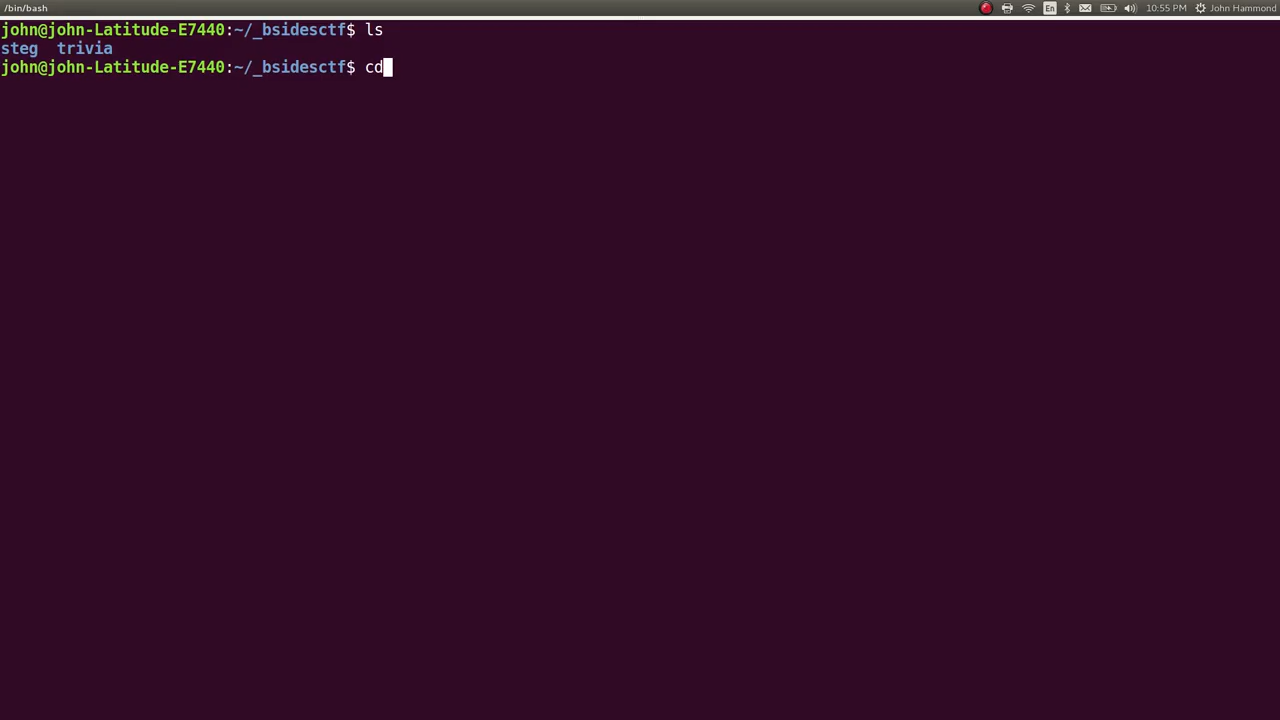 /bin/bash
En
10:55 PM
John Hammond
john@john-Latitude-E7440:~/_bsidesctf$ ls
steg  trivia
john@john-Latitude-E7440:~/_bsidesctf$ cd